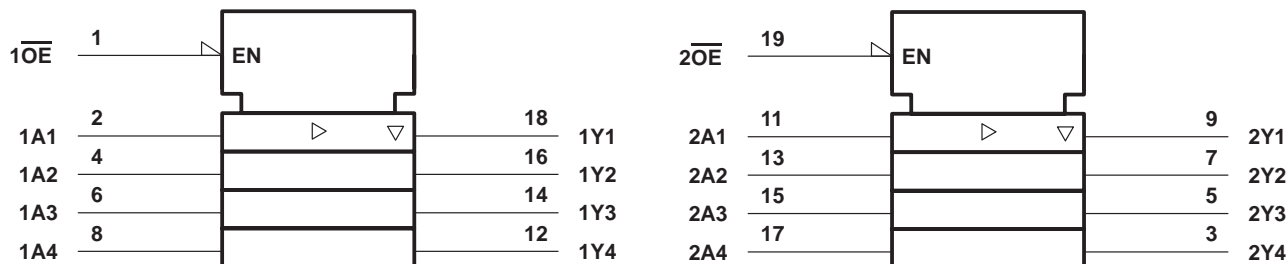 1OE 1 EN
1A1 2 18 1Y1
1A2 4 16 1Y2
1A3 6 14 1Y3
1A4 8 12 1Y4
2OE 19 EN
2A1 11 9 2Y1
2A2 13 7 2Y2
2A3 15 5 2Y3
2A4 17 3 2Y4